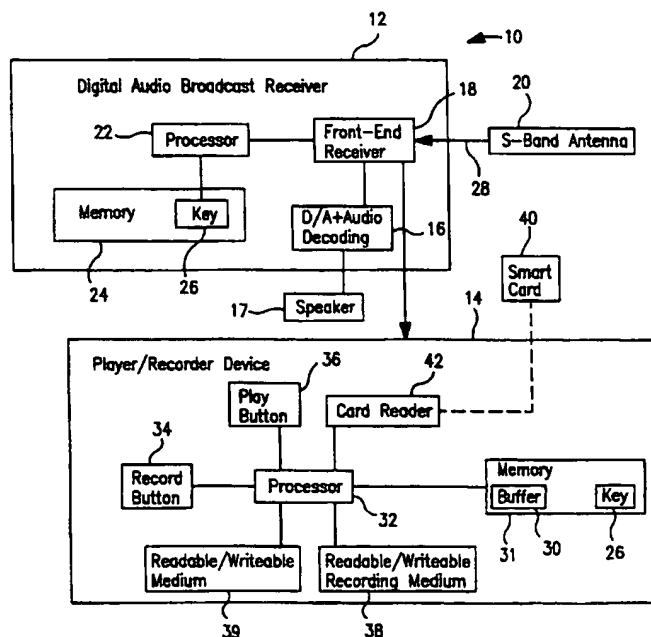 12
10
Digital Audio Broadcast Receiver
18
20
22
Processor
Front-End
Receiver
S-Band Antenna
28
Memory
Key
D/A+Audio
Decoding
16
40
24
26
Smart
Card
17
Speaker
14
Player/Recorder Device
36
42
Play
Button
Card Reader
34
Record
Button
Processor
32
Memory
Buffer
Key
31
30
26
Readable/Writeable
Medium
Readable/Writeable
Recording Medium
39
38